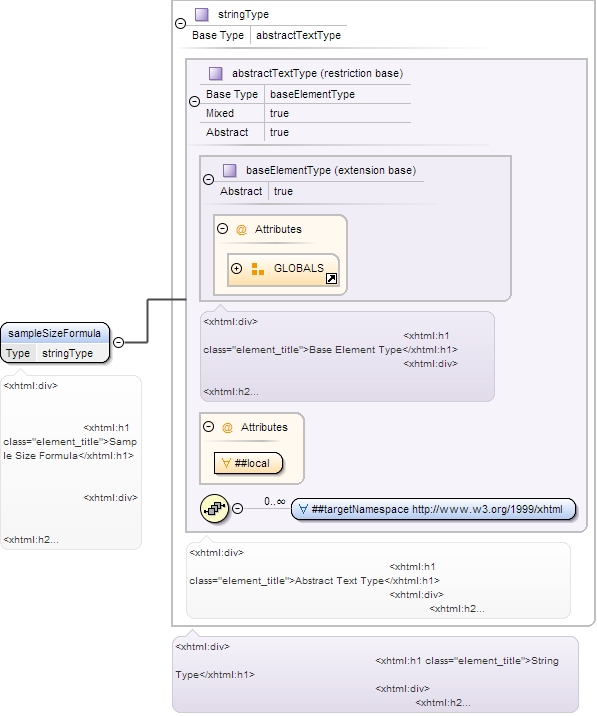 stringType
Base Type abstractTextType
abstractTextType (restriction base)
Base Type baseElementType
Mixed true
Abstract true
baseElementType (extension base)
Abstract true
@ Attributes
GLOBALS
<xhtml:div>
<xhtml:h1
class="element_title">Base Element Type</xhtml:h1>
<xhtml:div>
<xhtml:h2...
sampleSizeFormula
Type stringType
<xhtml:div>
<xhtml:h1
class="element_title">Samp
le Size Formula</xhtml:h1>
<xhtml:div>
<xhtml:h2...
@ Attributes
∀ ##local
0..∞
∀ ##targetNamespace http://www.w3.org/1999/xhtml
<xhtml:div>
<xhtml:h1
class="element_title">Abstract Text Type</xhtml:h1>
<xhtml:div>
<xhtml:h2...
<xhtml:div>
<xhtml:h1 class="element_title">String
Type</xhtml:h1>
<xhtml:div>
<xhtml:h2...